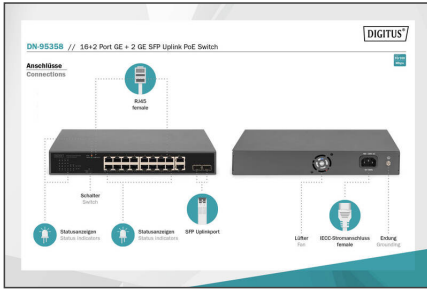 DIGITUS®
DN-95358 // 16+2 Port GE + 2 GE SFP Uplink PoE Switch
Anschlüsse
Connections
RJ45
female
Schalter
Switch
Statusanzeigen
Status indicators
Statusanzeigen
Status indicators
SFP Uplinkport
Lüfter
Fan
IECC-Stromanschluss
female
Erdung
Grounding